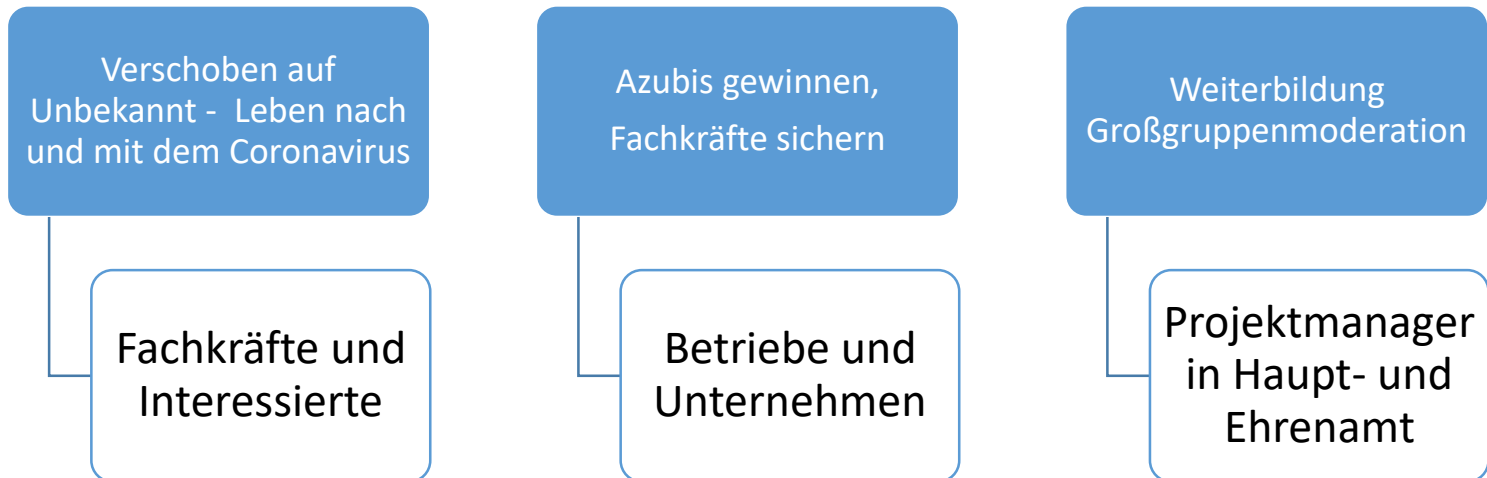 Verschoben auf
Unbekannt - Leben nach
und mit dem Coronavirus
Fachkräfte und
Interessierte
Azubis gewinnen,
Fachkräfte sichern
Betriebe und
Unternehmen
Weiterbildung
Großgruppenmoderation
Projektmanager
in Haupt- und
Ehrenamt